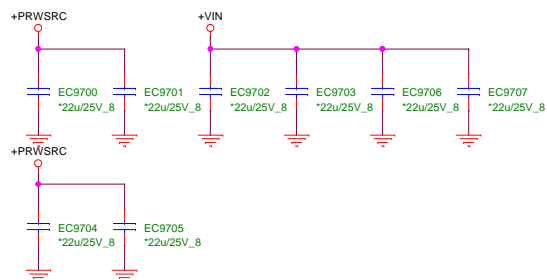 +PRWSRC
+VIN
EC9700
*22u/25V_8
EC9701
*22u/25V_8
EC9702
*22u/25V_8
EC9703
*22u/25V_8
EC9706
*22u/25V_8
EC9707
*22u/25V_8
+PRWSRC
EC9704
*22u/25V_8
EC9705
*22u/25V_8